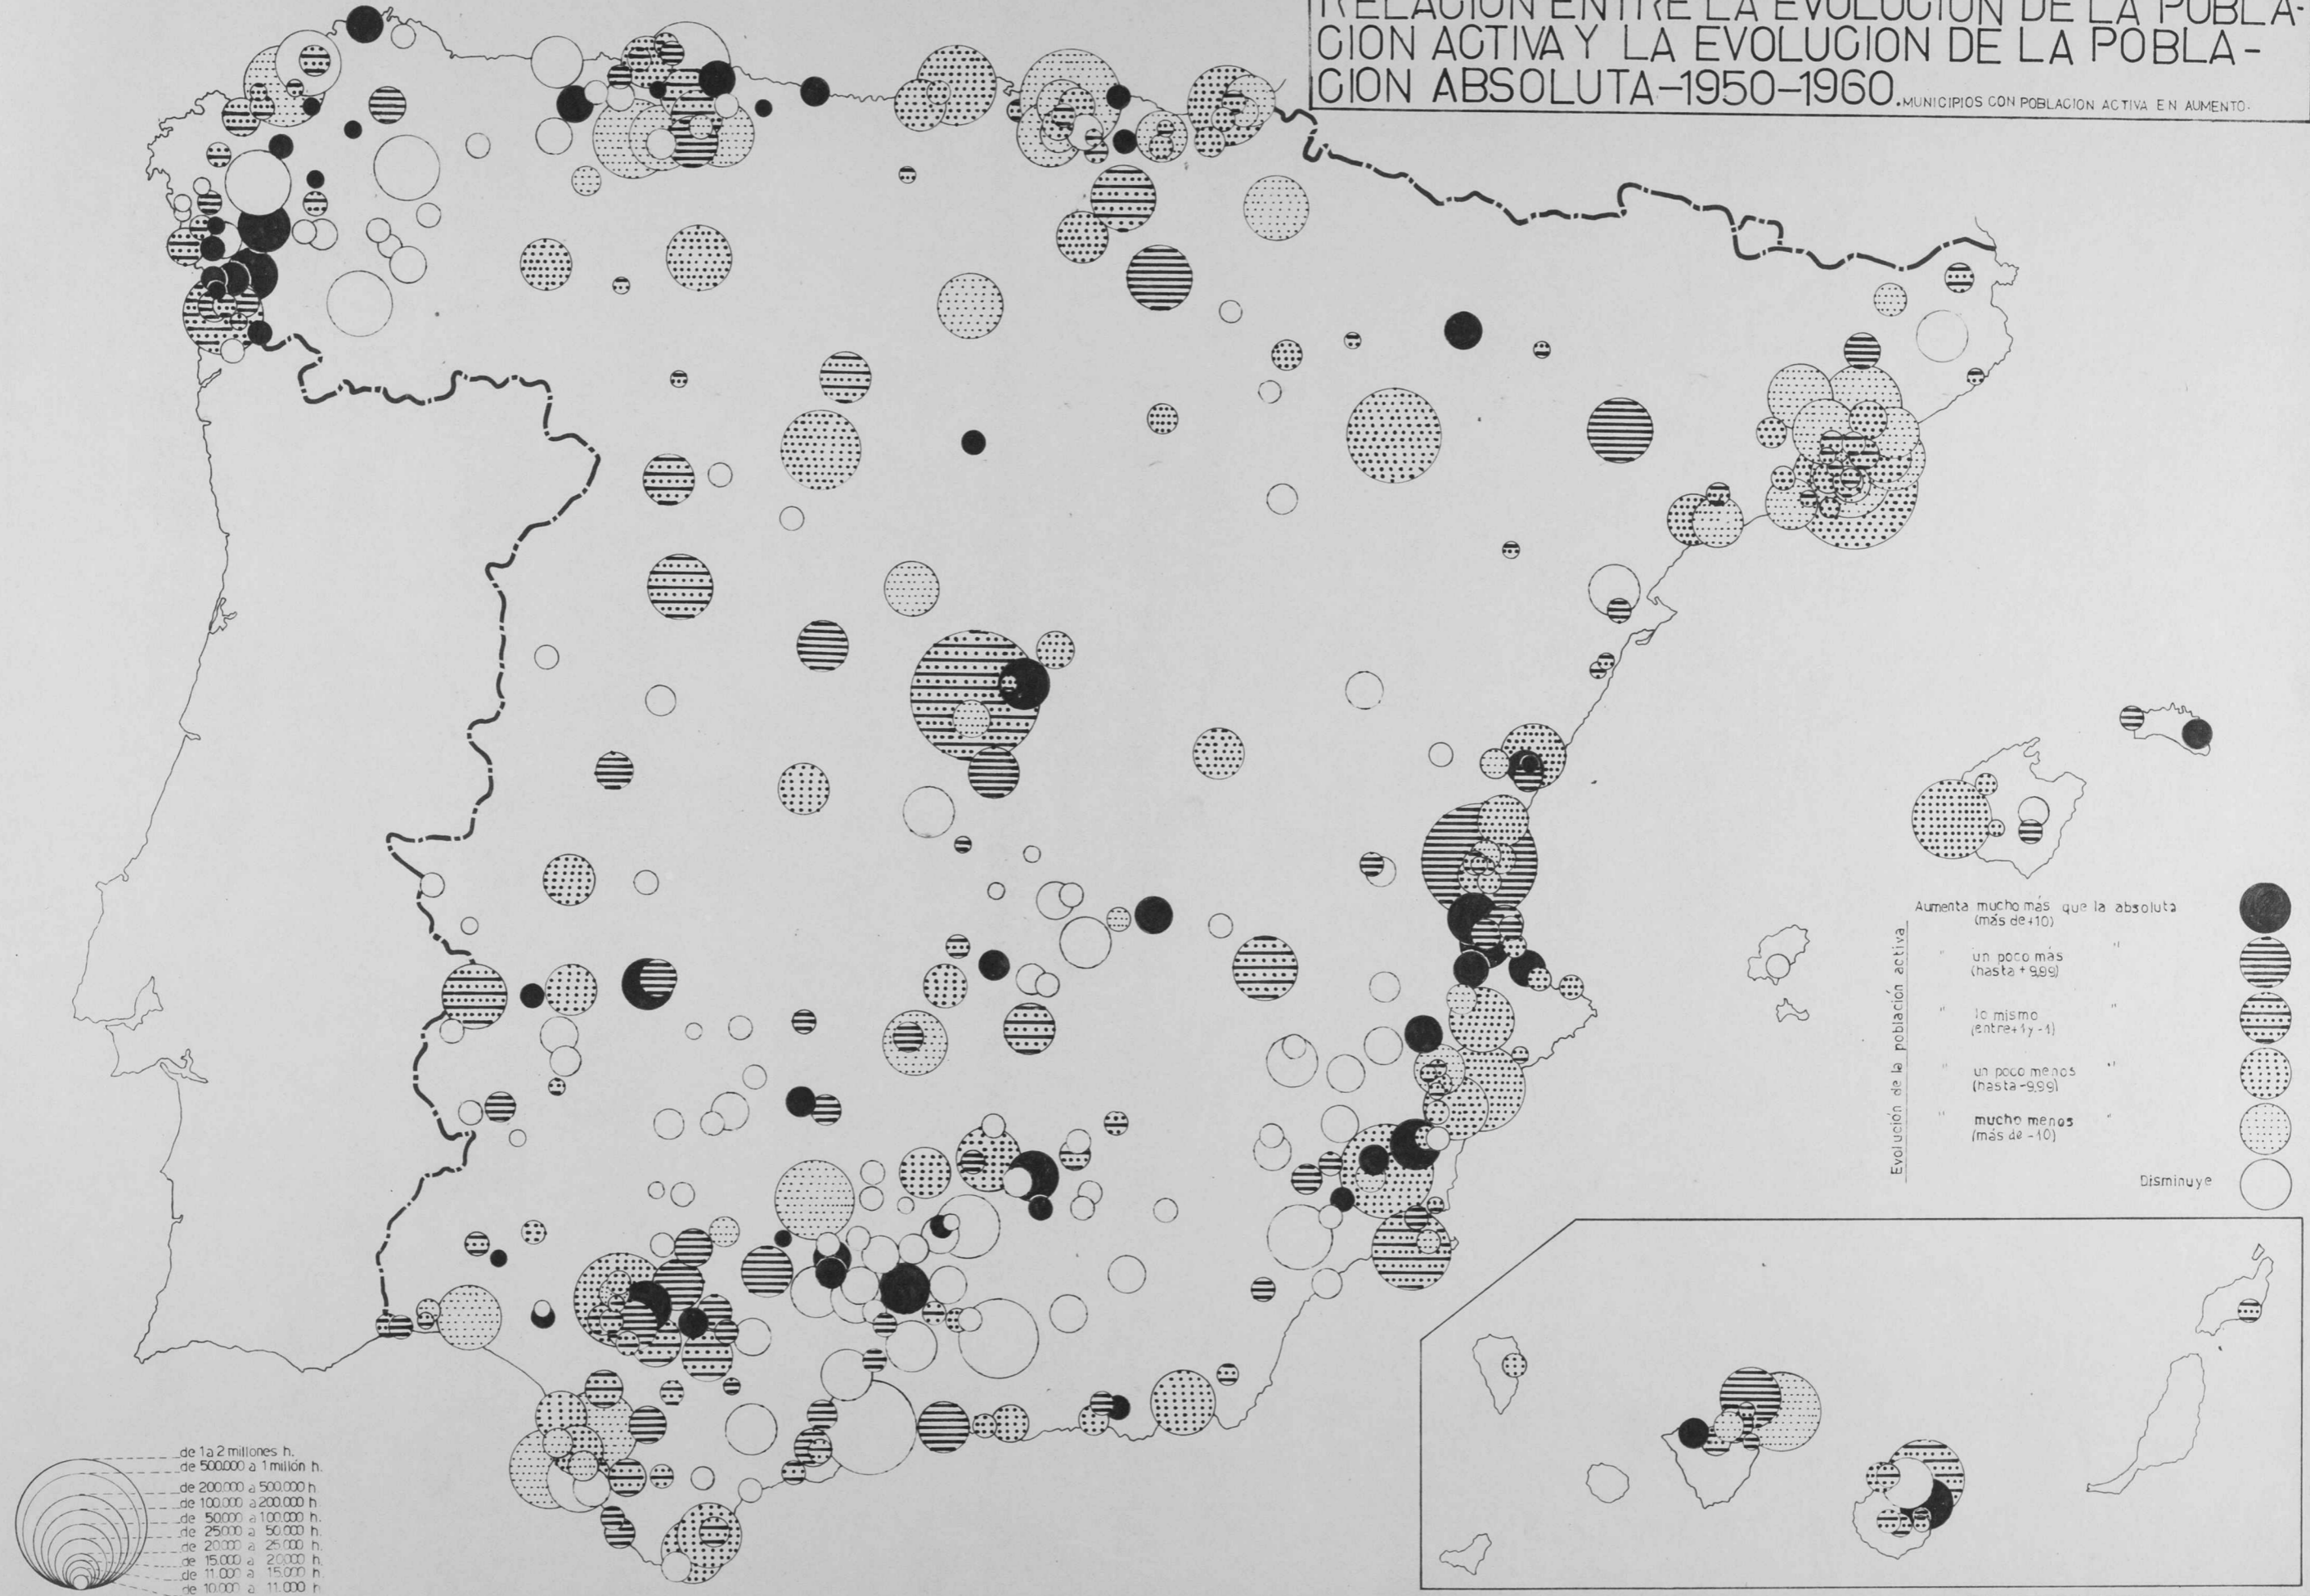 RELACION ENTRE LA EVOLUCION DE LA POBLA-
CION ACTIVA Y LA EVOLUCION DE LA POBLA-
CION ABSOLUTA-1950-1960. MUNICIPIOS CON POBLACION ACTIVA EN AUMENTO.
Evolución de la población activa
Aumenta mucho más que la absoluta
(más de +10)
" un poco más "
(hasta + 9,99)
" lo mismo "
(entre +1 y -1)
" un poco menos "
(hasta -9,99)
" mucho menos "
(más de -10)
Disminuye
de 1 a 2 millones h.
de 500.000 a 1 millón h.
de 200.000 a 500.000 h.
de 100.000 a 200.000 h.
de 50.000 a 100.000 h.
de 25.000 a 50.000 h.
de 20.000 a 25.000 h.
de 15.000 a 20.000 h.
de 11.000 a 15.000 h.
de 10.000 a 11.000 h